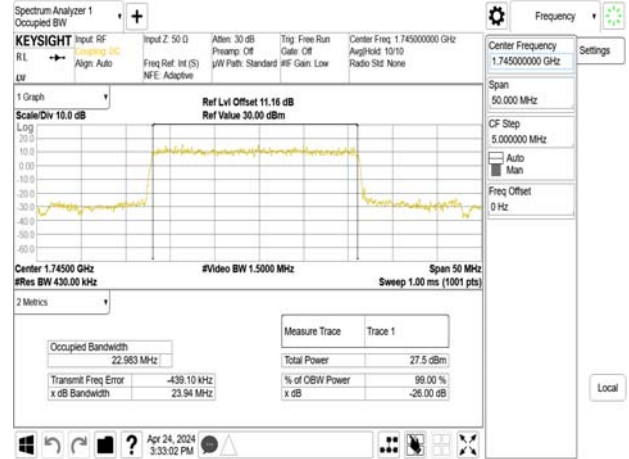 Spectrum Analyzer 1
Occupied BW
Frequency
KEYSIGHT
RL
Input: RF
Coupling: DC
Align: Auto
Input Z: 50 Ω
Freq Ref: Int (S)
NFE: Adaptive
Atten: 30 dB
Preamp: Off
µW Path: Standard
Trig: Free Run
Gate: Off
#IF Gain: Low
Center Freq: 1.745000000 GHz
Avg|Hold: 10/10
Radio Std: None
1 Graph
Scale/Div 10.0 dB
Ref Lvl Offset 11.16 dB
Ref Value 30.00 dBm
Log
20.0
10.0
0.00
-10.0
-20.0
-30.0
-40.0
-50.0
-60.0
Center 1.74500 GHz
#Res BW 430.00 kHz
#Video BW 1.5000 MHz
Span 50 MHz
Sweep 1.00 ms (1001 pts)
2 Metrics
Measure Trace Trace 1
Occupied Bandwidth
22.983 MHz
Total Power 27.5 dBm
Transmit Freq Error -439.10 kHz
% of OBW Power 99.00 %
x dB Bandwidth 23.94 MHz
x dB -26.00 dB
Apr 24, 2024
3:33:02 PM
Center Frequency
1.745000000 GHz
Settings
Span
50.000 MHz
CF Step
5.000000 MHz
Auto
Man
Freq Offset
0 Hz
Local